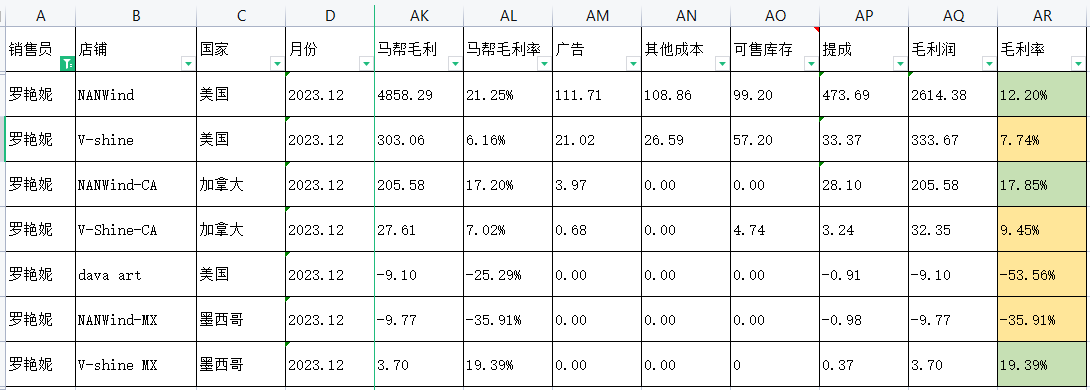 A B C D AK AL AM AN AO AP AQ AR
销售员 店铺 国家 月份 马帮毛利 马帮毛利率 广告 其他成本 可售库存 提成 毛利润 毛利率
罗艳妮 NANWind 美国 2023.12 4858.29 21.25% 111.71 108.86 99.20 473.69 2614.38 12.20%
罗艳妮 V-shine 美国 2023.12 303.06 6.16% 21.02 26.59 57.20 33.37 333.67 7.74%
罗艳妮 NANWind-CA 加拿大 2023.12 205.58 17.20% 3.97 0.00 0.00 28.10 205.58 17.85%
罗艳妮 V-Shine-CA 加拿大 2023.12 27.61 7.02% 0.68 0.00 4.74 3.24 32.35 9.45%
罗艳妮 dava art 美国 2023.12 -9.10 -25.29% 0.00 0.00 0.00 -0.91 -9.10 -53.56%
罗艳妮 NANWind-MX 墨西哥 2023.12 -9.77 -35.91% 0.00 0.00 0.00 -0.98 -9.77 -35.91%
罗艳妮 V-shine MX 墨西哥 2023.12 3.70 19.39% 0.00 0.00 0 0.37 3.70 19.39%